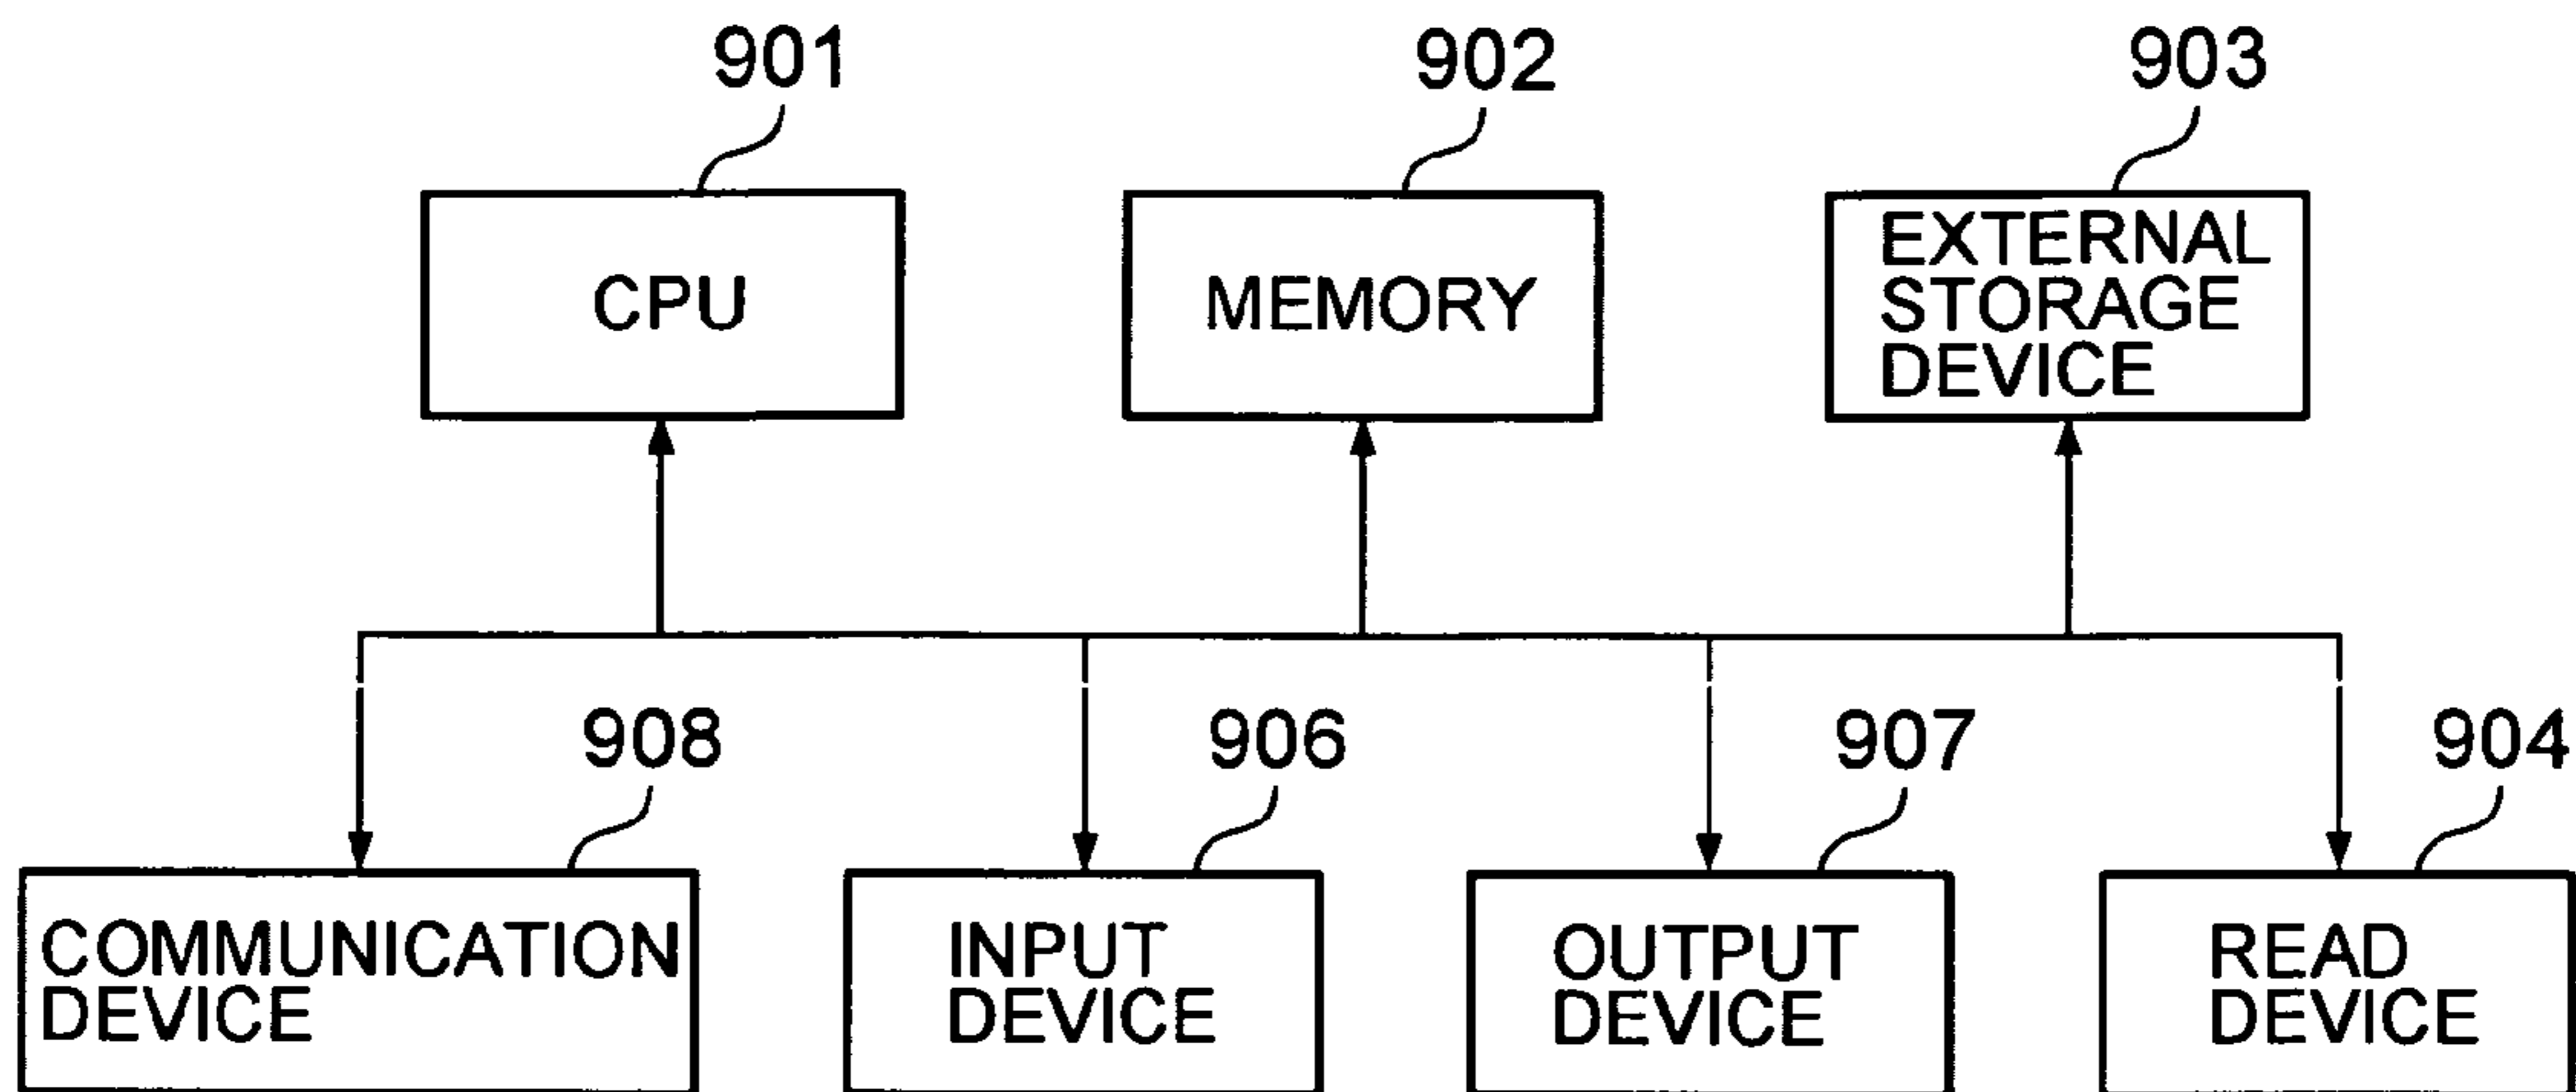 901
902
903
CPU
MEMORY
EXTERNAL
STORAGE
DEVICE
908
906
907
904
COMMUNICATION
DEVICE
INPUT
DEVICE
OUTPUT
DEVICE
READ
DEVICE